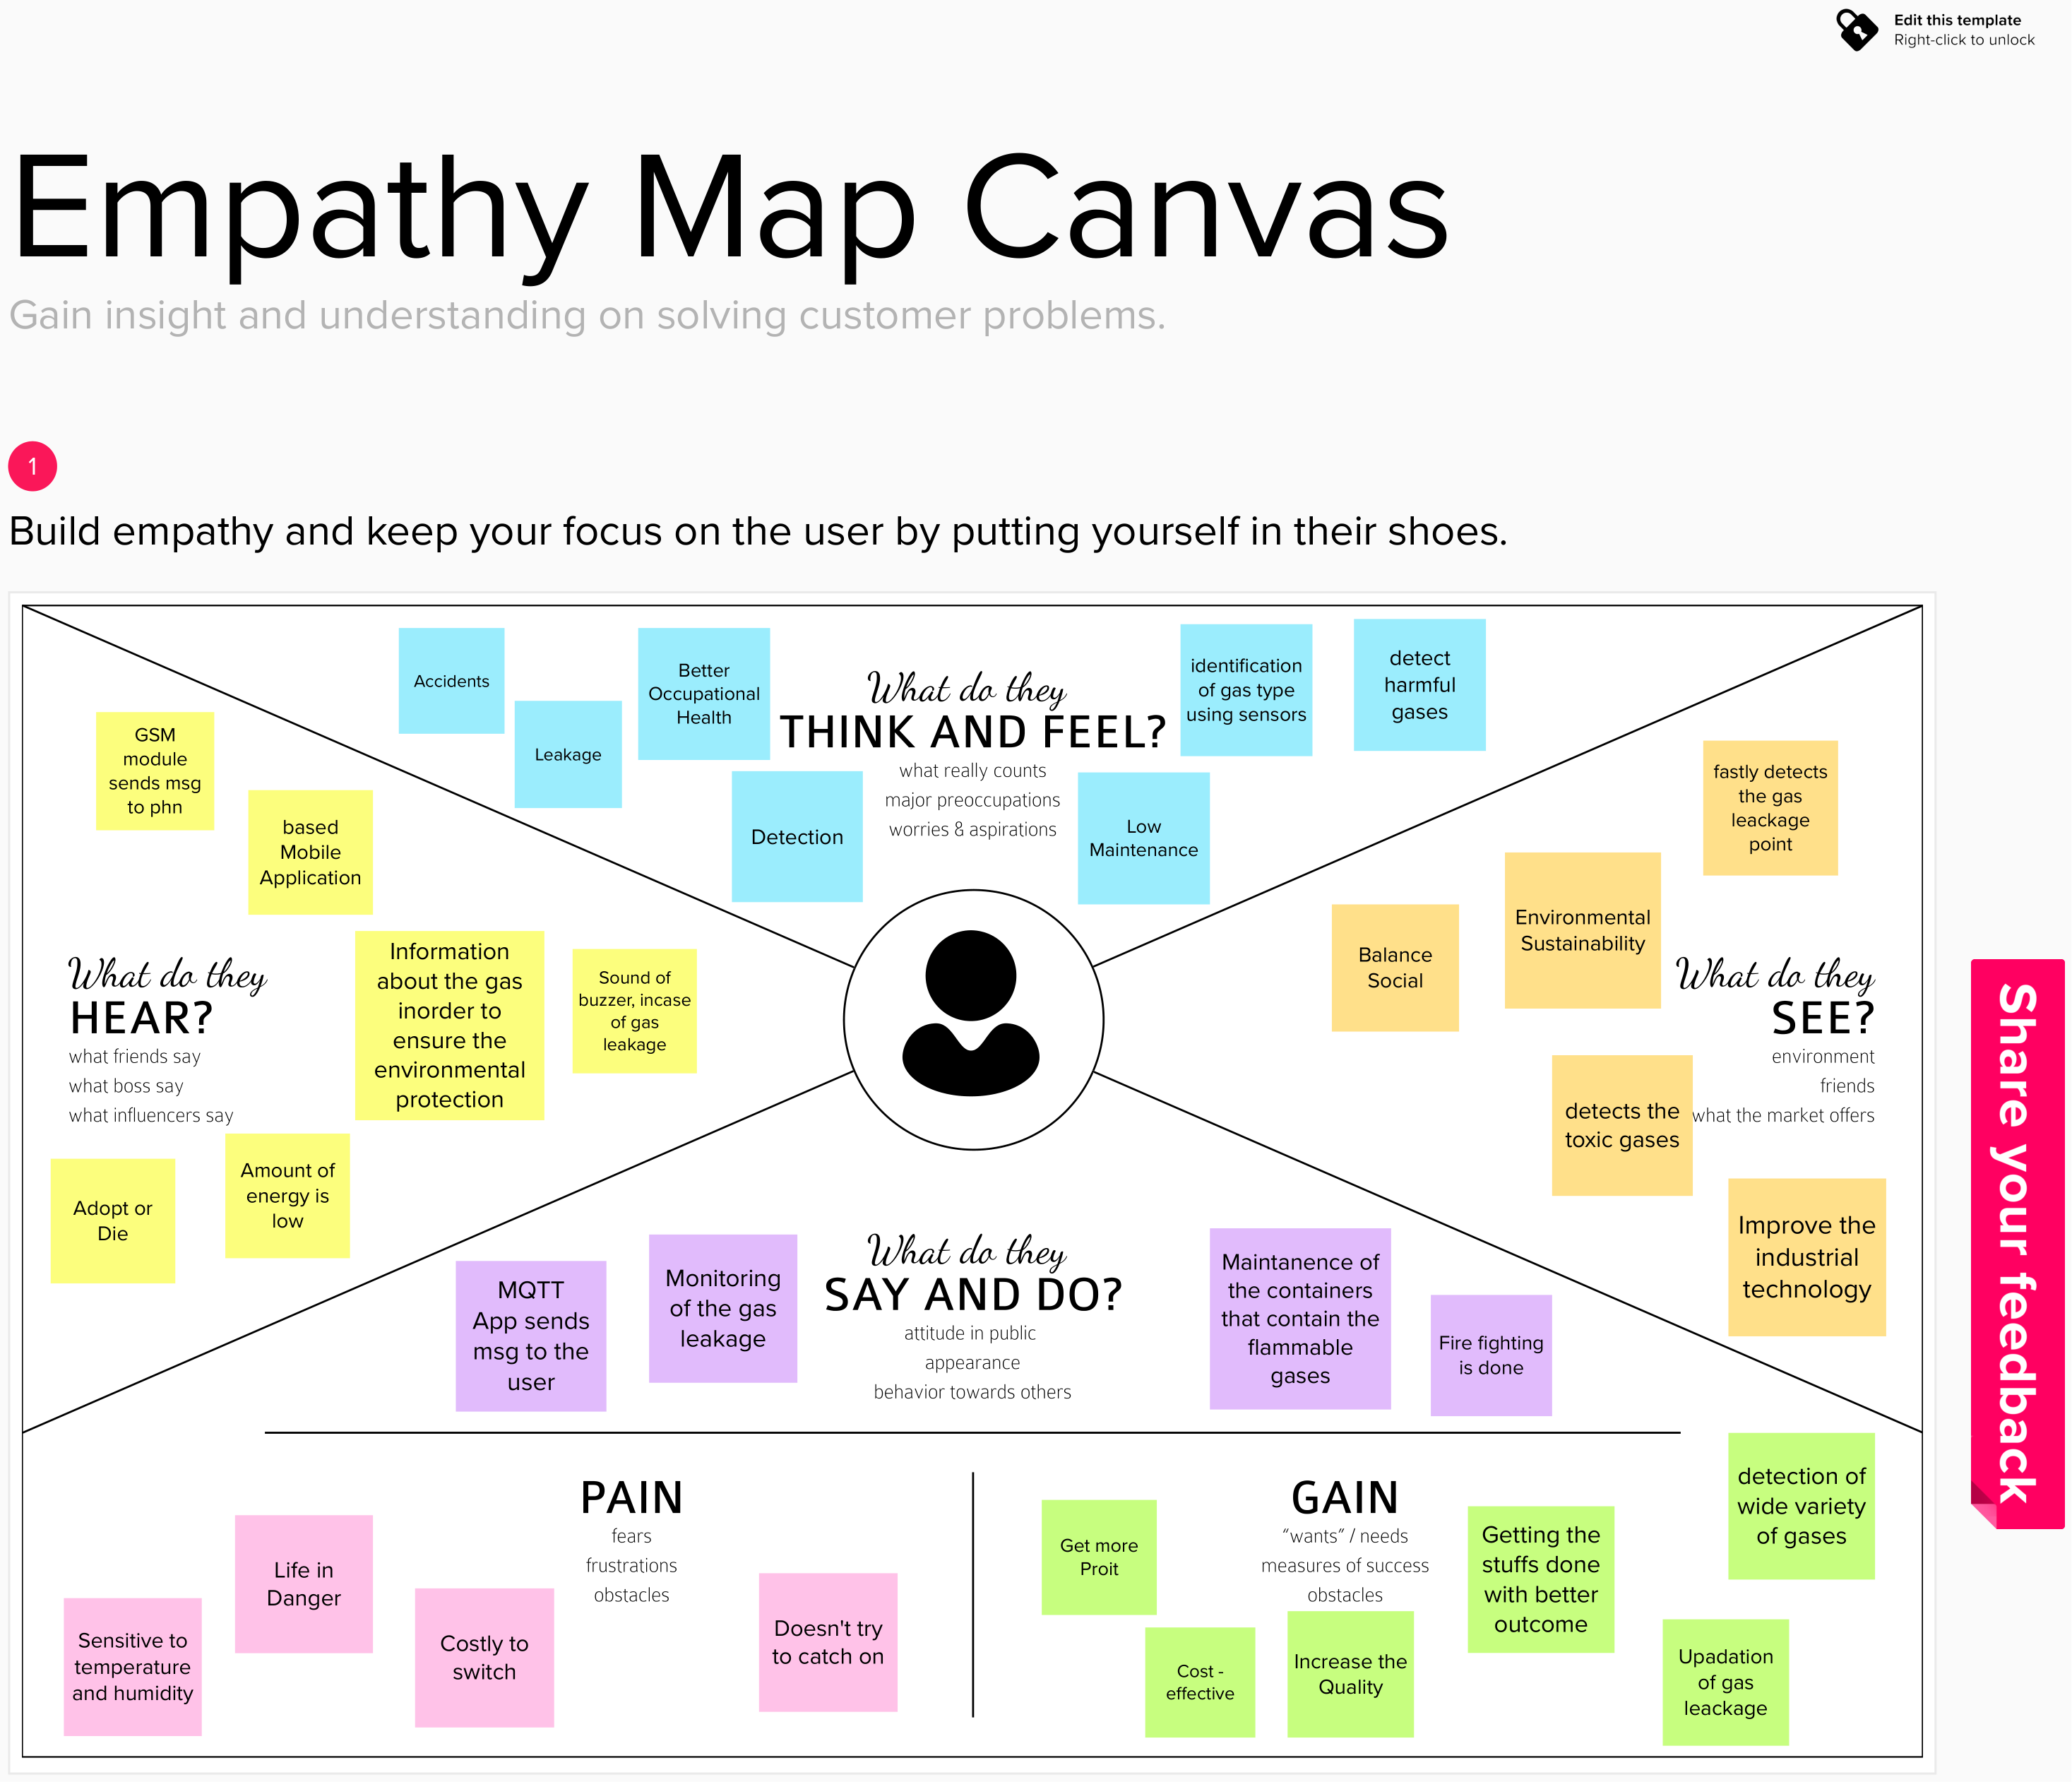 Edit this template
Right-click to unlock
Empathy Map Canvas
Gain insight and understanding on solving customer problems.
1
Build empathy and keep your focus on the user by putting yourself in their shoes.
Accidents
Leakage
Better
Occupational
Health
Detection
What do they
THINK AND FEEL?
what really counts
major preoccupations
worries & aspirations
identification
of gas type
using sensors
detect
harmful
gases
Low
Maintenance
GSM
module
sends msg
to phn
based
Mobile
Application
Information
about the gas
inorder to
ensure the
environmental
protection
Sound of
buzzer, incase
of gas
leakage
What do they
HEAR?
what friends say
what boss say
what influencers say
Adopt or
Die
Amount of
energy is
low
fastly detects
the gas
leackage
point
Environmental
Sustainability
Balance
Social
What do they
SEE?
environment
friends
what the market offers
detects the
toxic gases
Improve the
industrial
technology
MQTT
App sends
msg to the
user
Monitoring
of the gas
leakage
What do they
SAY AND DO?
attitude in public
appearance
behavior towards others
Maintanence of
the containers
that contain the
flammable
gases
Fire fighting
is done
PAIN
fears
frustrations
obstacles
Sensitive to
temperature
and humidity
Life in
Danger
Costly to
switch
Doesn't try
to catch on
GAIN
“wants” / needs
measures of success
obstacles
Get more
Proit
Cost -
effective
Increase the
Quality
Getting the
stuffs done
with better
outcome
detection of
wide variety
of gases
Upadation
of gas
leackage
Share your feedback